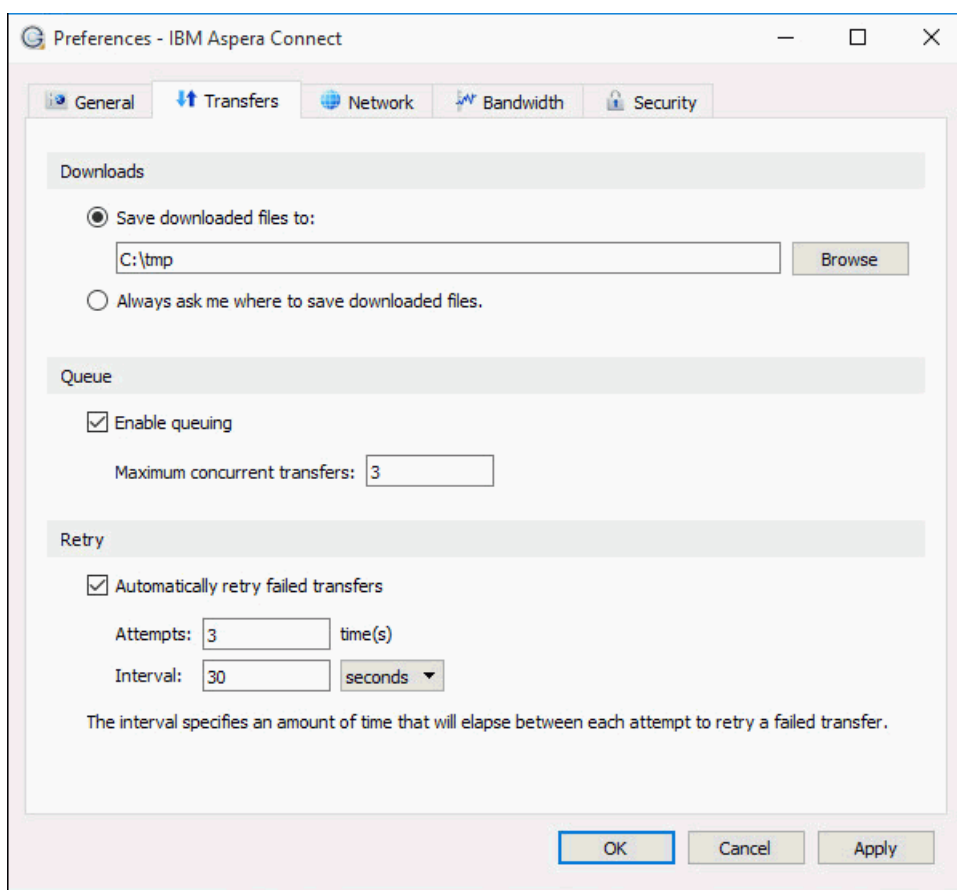 Preferences - IBM Aspera Connect
General Transfers Network Bandwidth Security
Downloads
Save downloaded files to:
C:\tmp Browse
Always ask me where to save downloaded files.
Queue
Enable queuing
Maximum concurrent transfers: 3
Retry
Automatically retry failed transfers
Attempts: 3 time(s)
Interval: 30 seconds
The interval specifies an amount of time that will elapse between each attempt to retry a failed transfer.
OK Cancel Apply